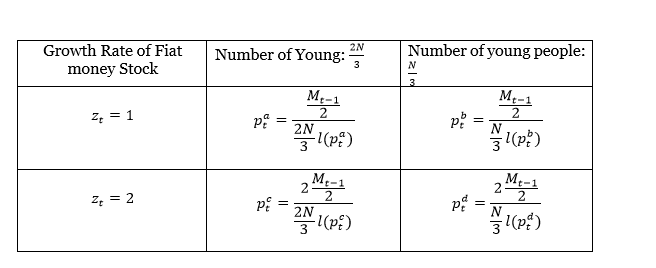 Growth Rate of Fiat money Stock | Number of Young: \frac{2N}{3} | Number of young people: \frac{N}{3}
z_t = 1 | p_t^a = \frac{\frac{M_{t-1}}{2}}{\frac{2N}{3} l(p_t^a)} | p_t^b = \frac{\frac{M_{t-1}}{2}}{\frac{N}{3} l(p_t^b)}
z_t = 2 | p_t^c = \frac{2\frac{M_{t-1}}{2}}{\frac{2N}{3} l(p_t^c)} | p_t^d = \frac{2\frac{M_{t-1}}{2}}{\frac{N}{3} l(p_t^d)}